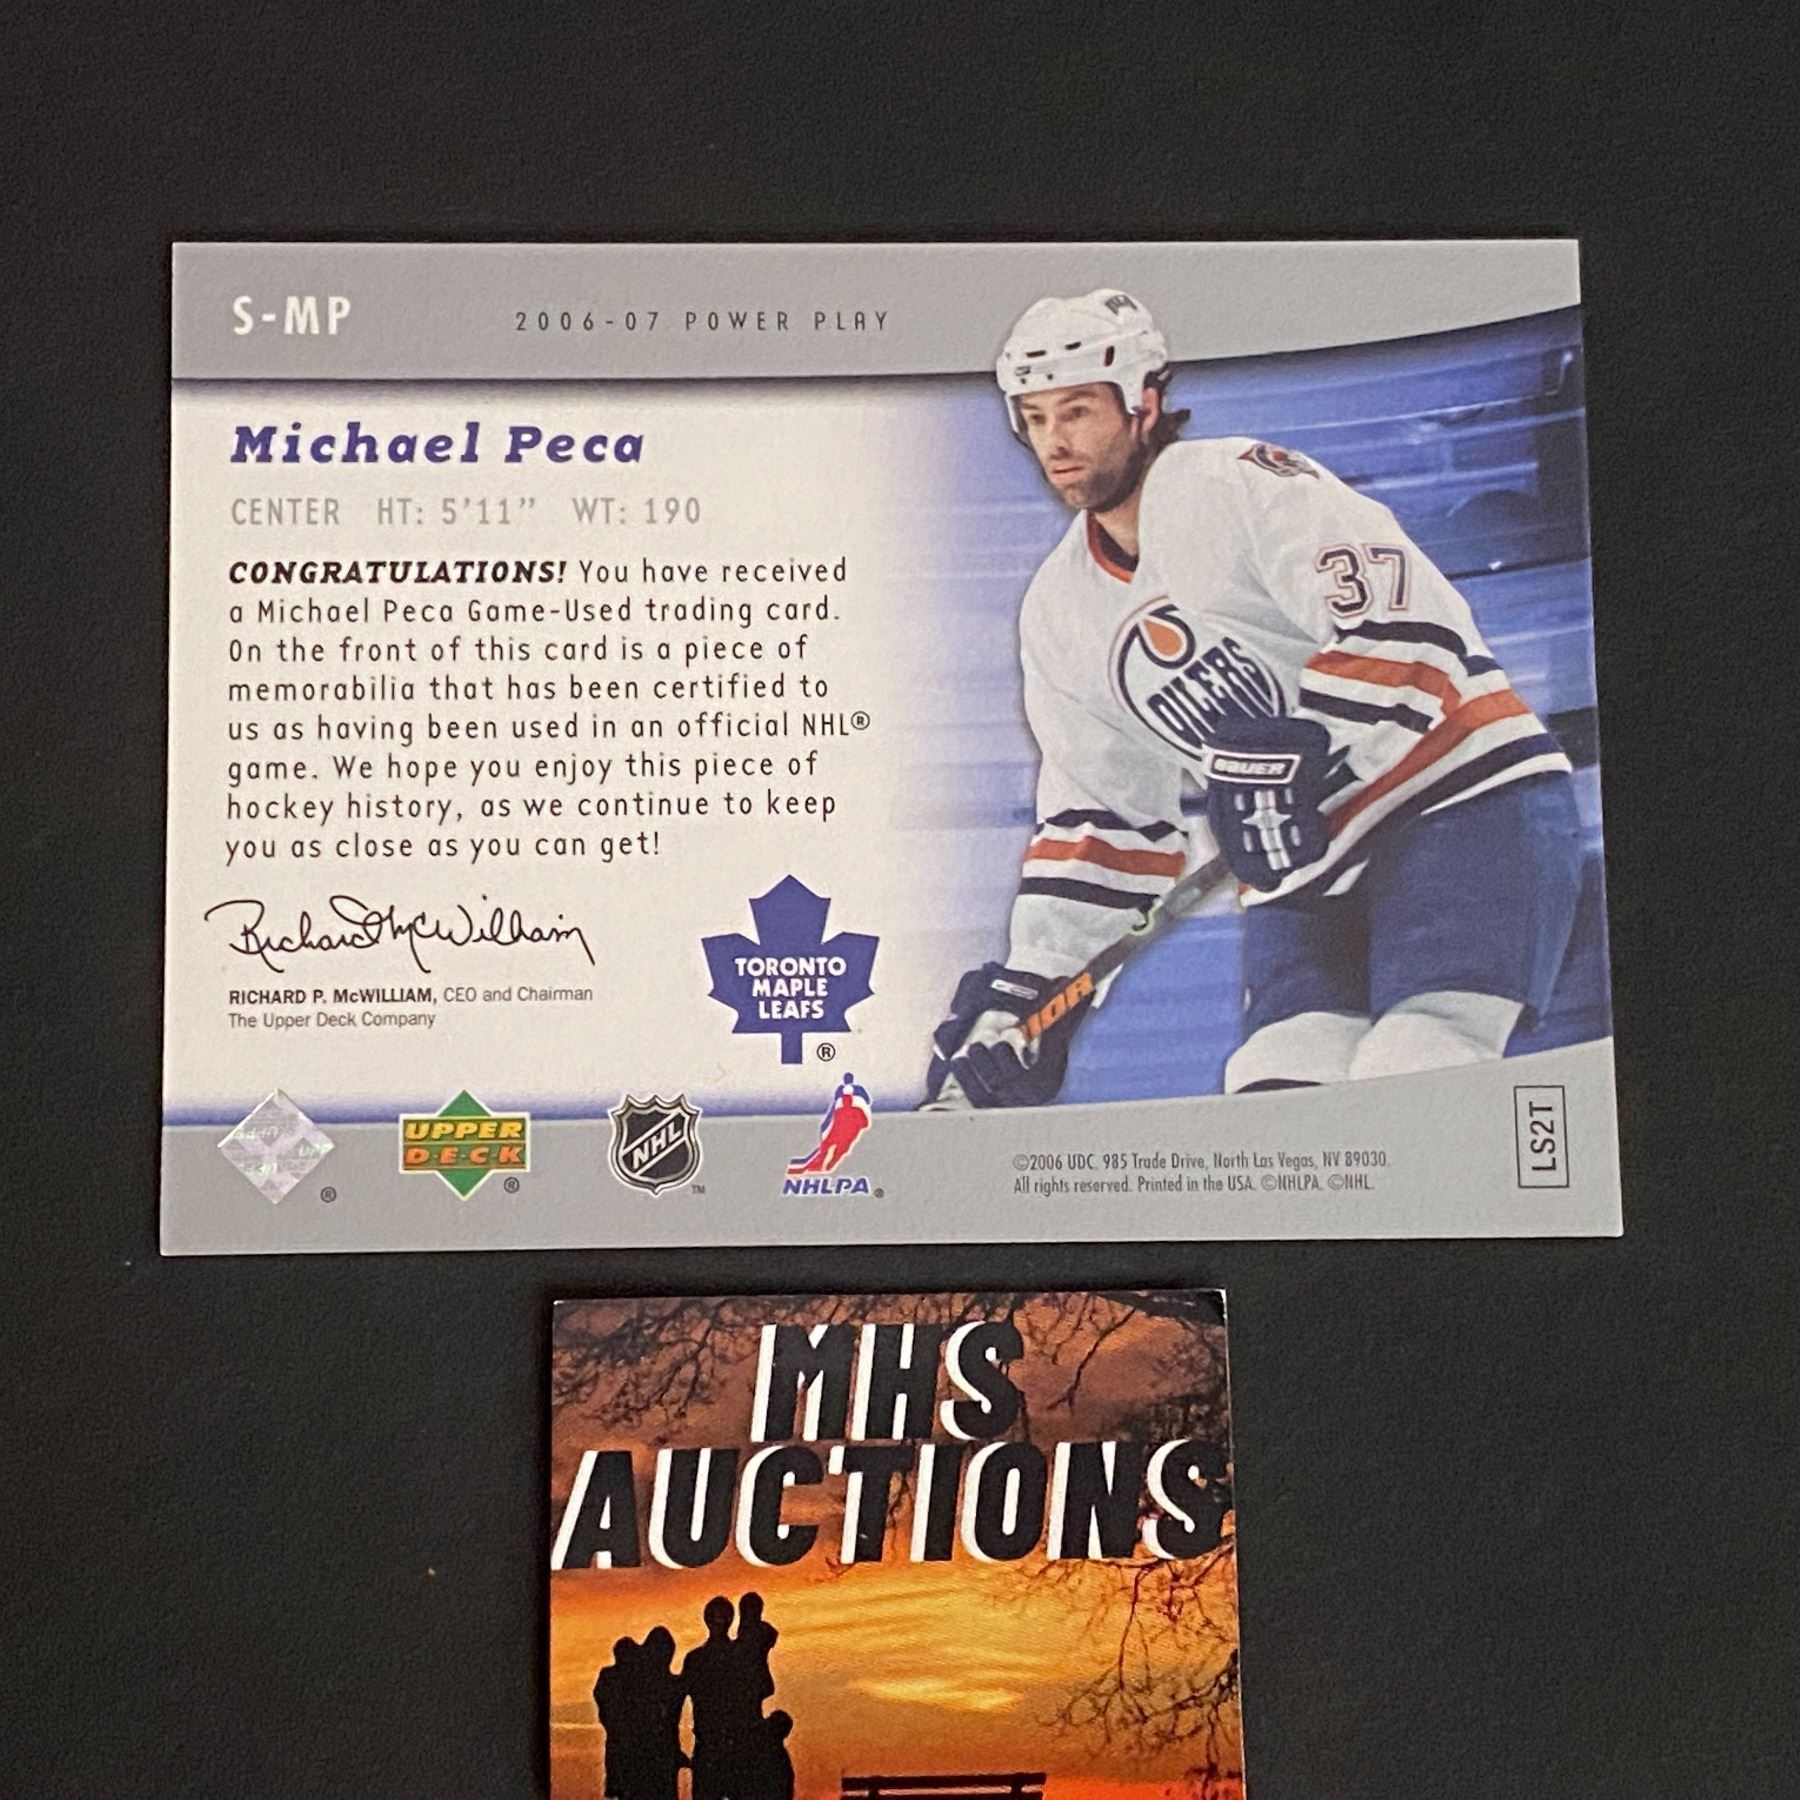 S-MP
2006-07 POWER PLAY
Michael Peca
CENTER HT: 5'11" WT: 190
CONGRATULATIONS! You have received
a Michael Peca Game-Used trading card.
On the front of this card is a piece of
memorabilia that has been certified to
us as having been used in an official NHL®
game. We hope you enjoy this piece of
hockey history, as we continue to keep
you as close as you can get!
Richard McWilliam
RICHARD P. McWILLIAM, CEO and Chairman
The Upper Deck Company
TORONTO
MAPLE
LEAFS
®
37
OILERS
BAUER
®
UPPER
DECK
®
NHL
TM
NHLPA
®
©2006 UDC. 985 Trade Drive, North Las Vegas, NV 89030.
All rights reserved. Printed in the USA. ©NHLPA. ©NHL.
LS2T
MHS
AUCTIONS